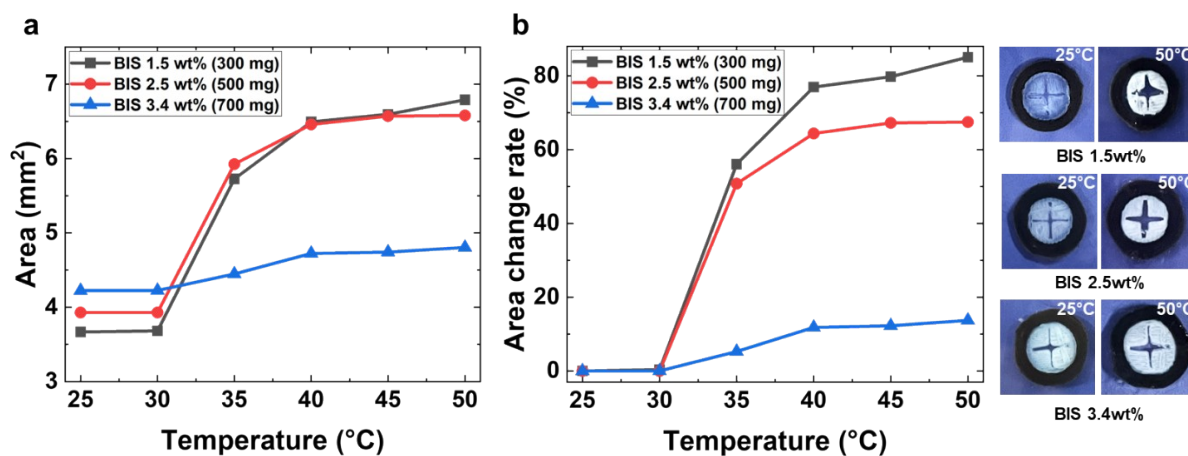 a
BIS 1.5 wt% (300 mg)
BIS 2.5 wt% (500 mg)
BIS 3.4 wt% (700 mg)
7
6
5
4
3
Area (mm²)
25 30 35 40 45 50
Temperature (°C)
b
BIS 1.5 wt% (300 mg)
BIS 2.5 wt% (500 mg)
BIS 3.4 wt% (700 mg)
80
60
40
20
0
Area change rate (%)
25 30 35 40 45 50
Temperature (°C)
25°C 50°C
BIS 1.5wt%
25°C 50°C
BIS 2.5wt%
25°C 50°C
BIS 3.4wt%